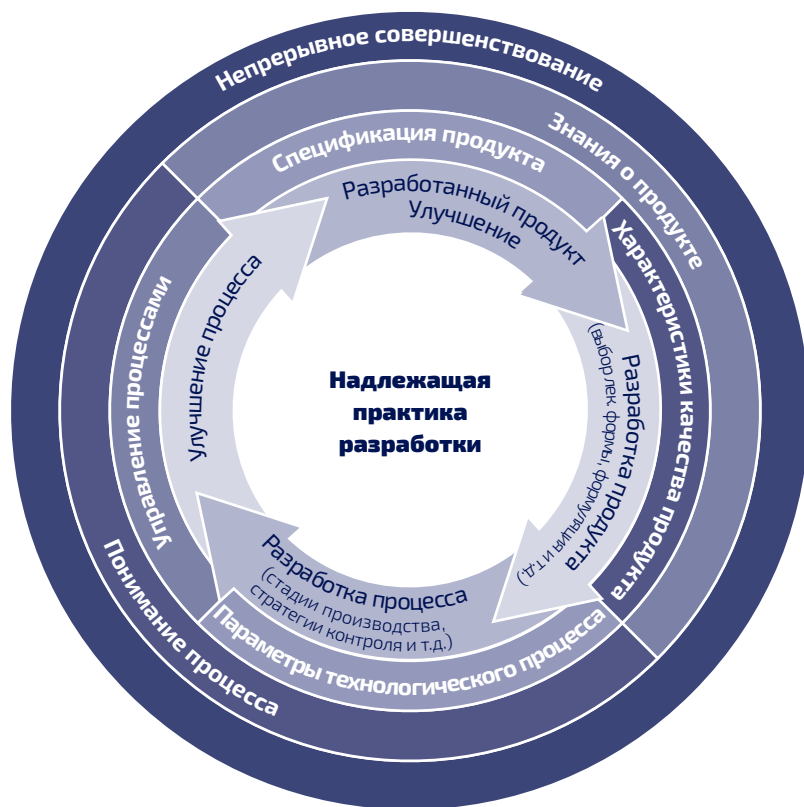 Непрерывное совершенствование
Знания о продукте
Спецификация продукта
Разработанный продукт
Улучшение
Характеристики качества продукта
Разработка продукта
(выбор лек. формы, формуляция и т.д.)
Надлежащая
практика
разработки
Улучшение процесса
Управление процессами
Понимание процесса
Разработка процесса
(стадии производства,
стратегии контроля и т.д.)
Параметры технологического процесса